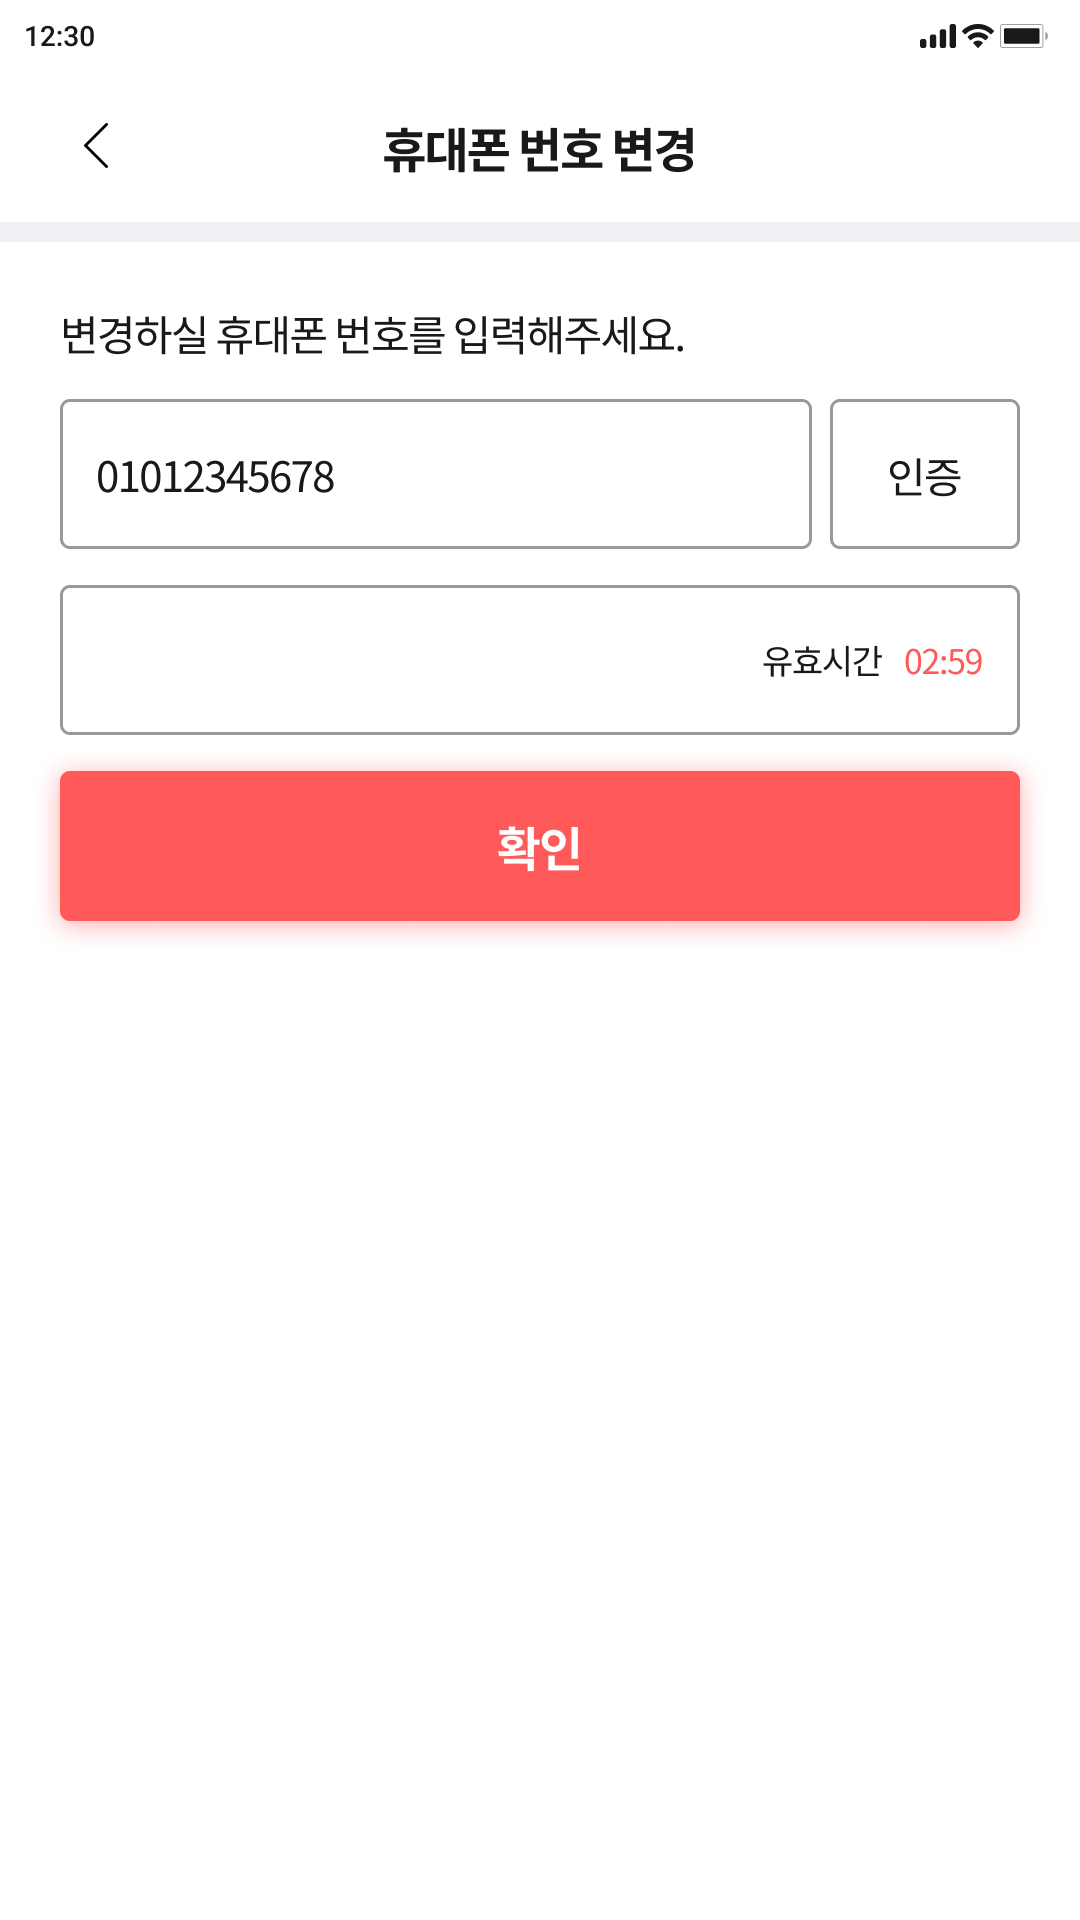 12:30
휴대폰 번호 변경
변경하실 휴대폰 번호를 입력해주세요.
01012345678
인증
유효시간 02:59
확인